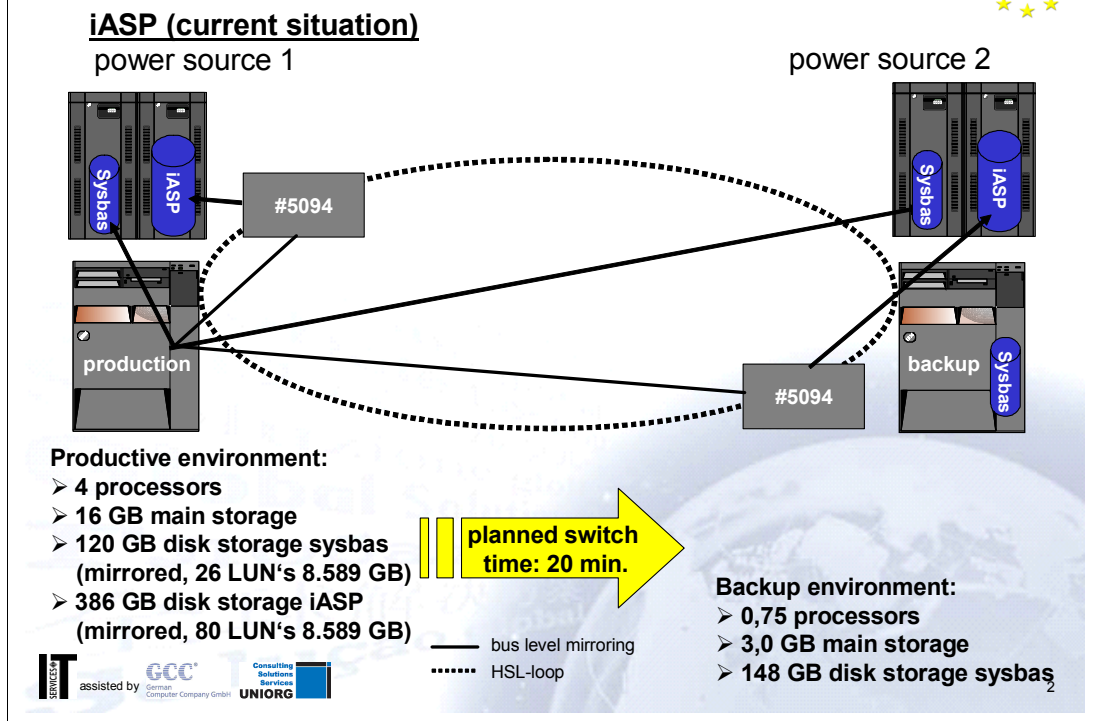 iASP (current situation)
power source 1
power source 2
Sysbas
iASP
#5094
Sysbas
iASP
production
#5094
backup
Sysbas
Productive environment:
➢ 4 processors
➢ 16 GB main storage
➢ 120 GB disk storage sysbas
(mirrored, 26 LUN‘s 8.589 GB)
➢ 386 GB disk storage iASP
(mirrored, 80 LUN‘s 8.589 GB)
planned switch
time: 20 min.
Backup environment:
➢ 0,75 processors
➢ 3,0 GB main storage
➢ 148 GB disk storage sysbas
bus level mirroring
HSL-loop
IT SERVICES
assisted by
GCC
German
Computer Company GmbH
Consulting
Solutions
Services
UNIORG
2